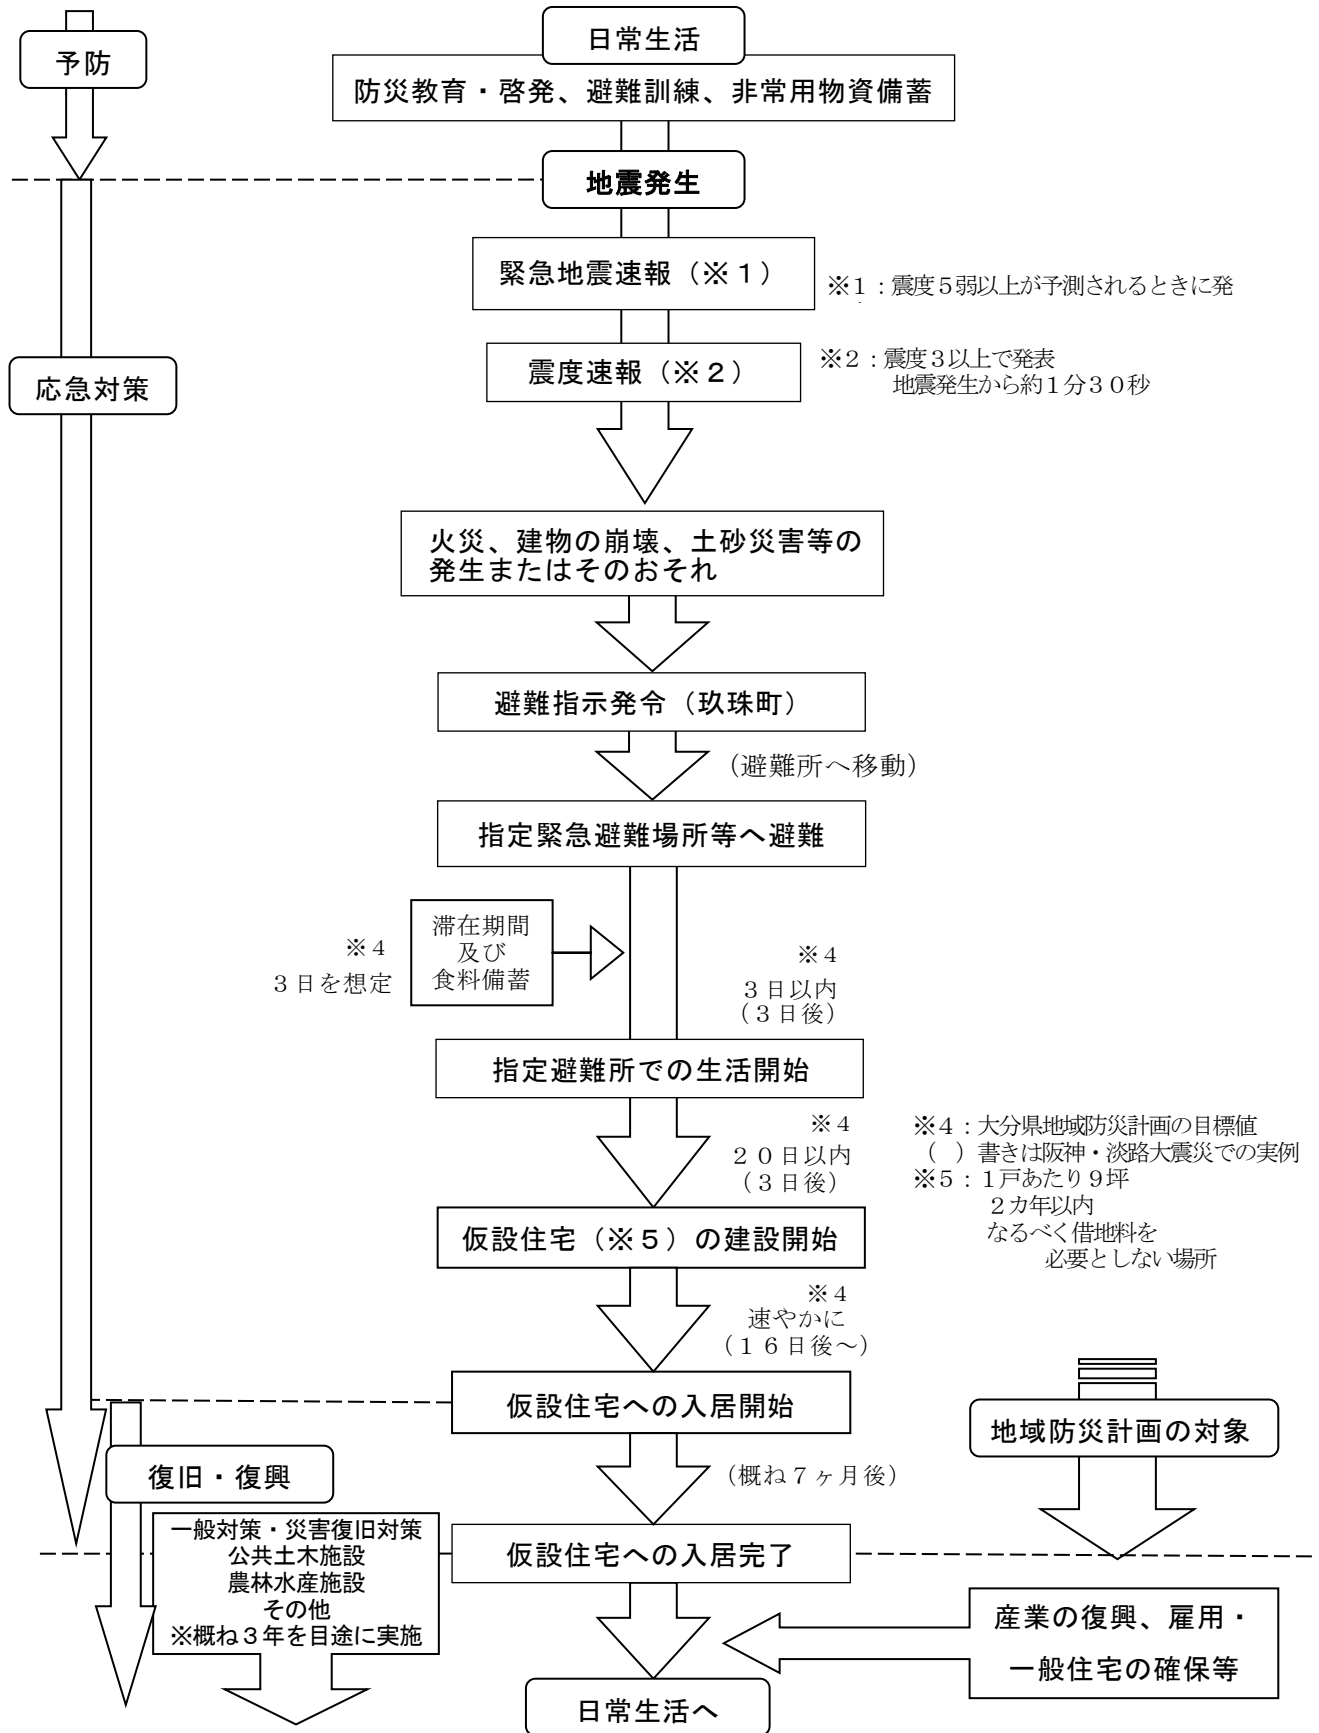 予防
日常生活
防災教育・啓発、避難訓練、非常用物資備蓄
地震発生
緊急地震速報（※１）
※１：震度５弱以上が予測されるときに発
震度速報（※２）
※２：震度３以上で発表
地震発生から約１分３０秒
応急対策
火災、建物の崩壊、土砂災害等の
発生またはそのおそれ
避難指示発令（玖珠町）
（避難所へ移動）
指定緊急避難場所等へ避難
滞在期間
及び
食料備蓄
※４
３日を想定
※４
３日以内
（３日後）
指定避難所での生活開始
※４
２０日以内
（３日後）
※４：大分県地域防災計画の目標値
（　）書きは阪神・淡路大震災での実例
※５：１戸あたり９坪
２カ年以内
なるべく借地料を
必要としない場所
仮設住宅（※５）の建設開始
※４
速やかに
（１６日後～）
仮設住宅への入居開始
地域防災計画の対象
復旧・復興
（概ね７ヶ月後）
一般対策・災害復旧対策
公共土木施設
農林水産施設
その他
※概ね３年を目途に実施
仮設住宅への入居完了
産業の復興、雇用・
一般住宅の確保等
日常生活へ